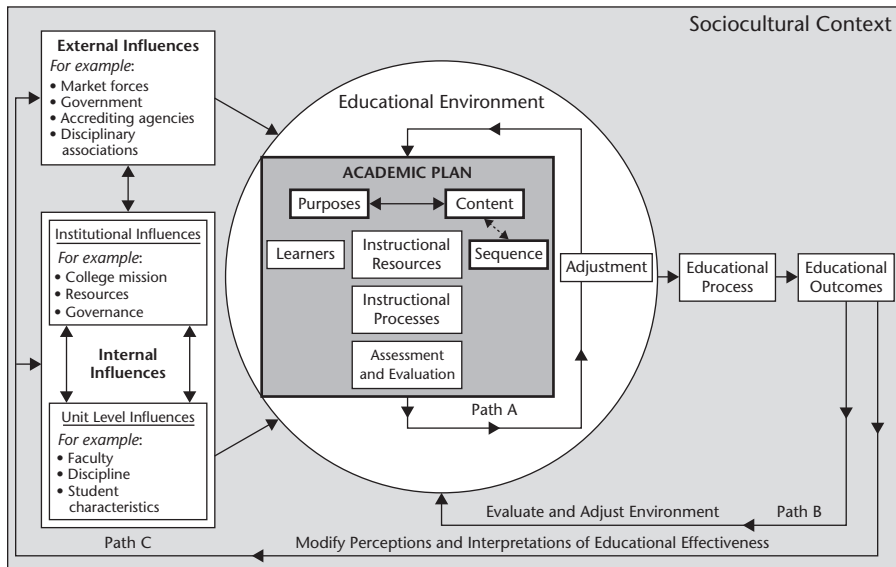 Sociocultural Context
External Influences
For example:
• Market forces
• Government
• Accrediting agencies
• Disciplinary
associations
Institutional Influences
For example:
• College mission
• Resources
• Governance
Internal
Influences
Unit Level Influences
For example:
• Faculty
• Discipline
• Student
characteristics
Educational Environment
ACADEMIC PLAN
Purposes
Content
Learners
Instructional
Resources
Sequence
Instructional
Processes
Assessment
and Evaluation
Adjustment
Path A
Educational
Process
Educational
Outcomes
Evaluate and Adjust Environment
Path B
Path C
Modify Perceptions and Interpretations of Educational Effectiveness